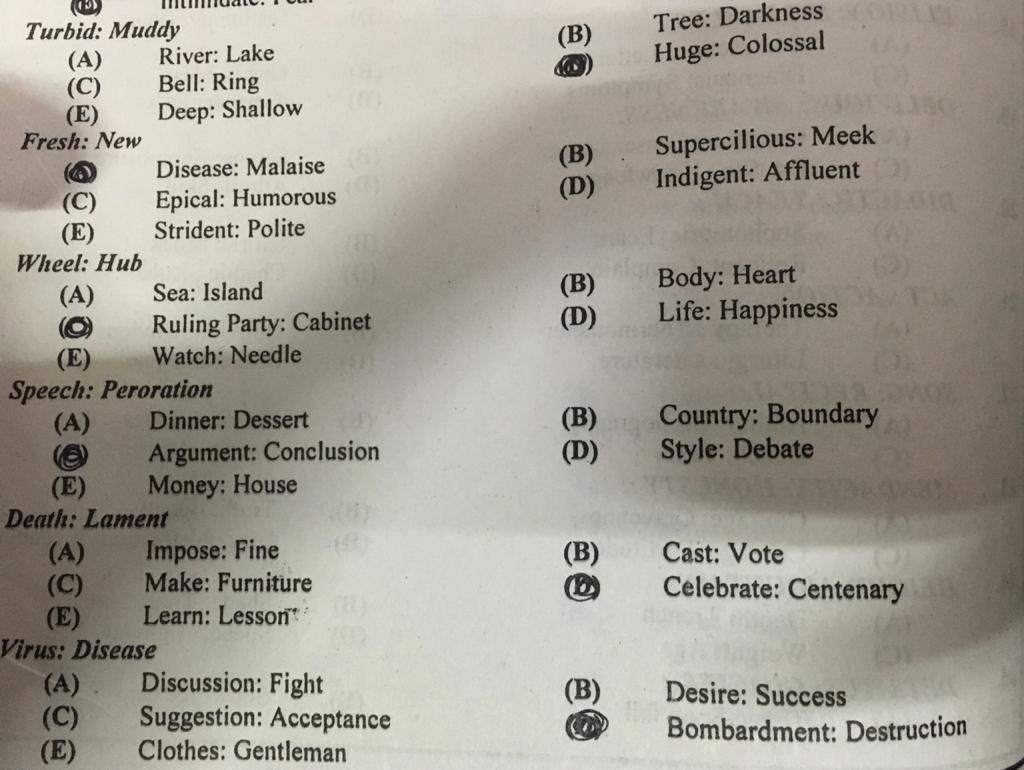 Intimidate: Fear
Turbid: Muddy
(A) River: Lake (B) Tree: Darkness
(C) Bell: Ring (D) Huge: Colossal
(E) Deep: Shallow
Fresh: New
(A) Disease: Malaise (B) Supercilious: Meek
(C) Epical: Humorous (D) Indigent: Affluent
(E) Strident: Polite
Wheel: Hub
(A) Sea: Island (B) Body: Heart
(C) Ruling Party: Cabinet (D) Life: Happiness
(E) Watch: Needle
Speech: Peroration
(A) Dinner: Dessert (B) Country: Boundary
(C) Argument: Conclusion (D) Style: Debate
(E) Money: House
Death: Lament
(A) Impose: Fine (B) Cast: Vote
(C) Make: Furniture (D) Celebrate: Centenary
(E) Learn: Lesson
Virus: Disease
(A) Discussion: Fight (B) Desire: Success
(C) Suggestion: Acceptance (D) Bombardment: Destruction
(E) Clothes: Gentleman